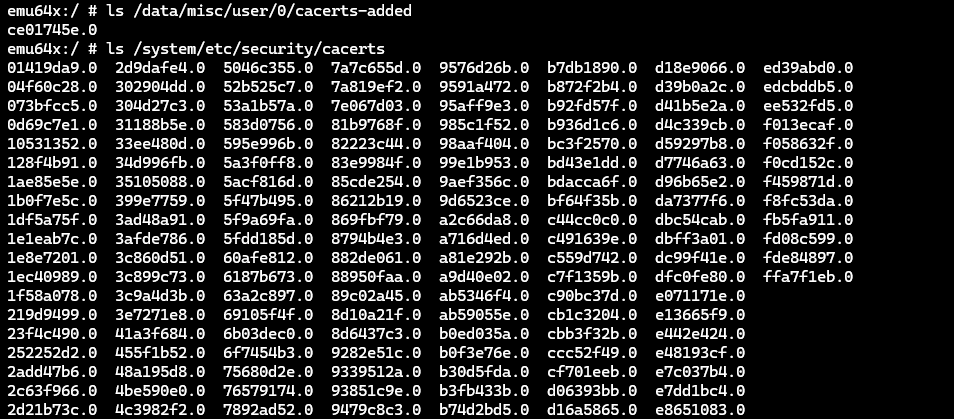 emu64x:/ # ls /data/misc/user/0/cacerts-added
ce01745e.0
emu64x:/ # ls /system/etc/security/cacerts
01419da9.0  2d9dafe4.0  5046c355.0  7a7c655d.0  9576d26b.0  b7db1890.0  d18e9066.0  ed39abd0.0
04f60c28.0  302904dd.0  52b525c7.0  7a819ef2.0  9591a472.0  b872f2b4.0  d39b0a2c.0  edcbddb5.0
073bfcc5.0  304d27c3.0  53a1b57a.0  7e067d03.0  95aff9e3.0  b92fd57f.0  d41b5e2a.0  ee532fd5.0
0d69c7e1.0  31188b5e.0  583d0756.0  81b9768f.0  985c1f52.0  b936d1c6.0  d4c339cb.0  f013ecaf.0
10531352.0  33ee480d.0  595e996b.0  82223c44.0  98aaf404.0  bc3f2570.0  d59297b8.0  f058632f.0
128f4b91.0  34d996fb.0  5a3f0ff8.0  83e9984f.0  99e1b953.0  bd43e1dd.0  d7746a63.0  f0cd152c.0
1ae85e5e.0  35105088.0  5acf816d.0  85cde254.0  9aef356c.0  bdacca6f.0  d96b65e2.0  f459871d.0
1b0f7e5c.0  399e7759.0  5f47b495.0  86212b19.0  9d6523ce.0  bf64f35b.0  da7377f6.0  f8fc53da.0
1df5a75f.0  3ad48a91.0  5f9a69fa.0  869fbf79.0  a2c66da8.0  c44cc0c0.0  dbc54cab.0  fb5fa911.0
1e1eab7c.0  3afde786.0  5fdd185d.0  8794b4e3.0  a716d4ed.0  c491639e.0  dbff3a01.0  fd08c599.0
1e8e7201.0  3c860d51.0  60afe812.0  882de061.0  a81e292b.0  c559d742.0  dc99f41e.0  fde84897.0
1ec40989.0  3c899c73.0  6187b673.0  88950faa.0  a9d40e02.0  c7f1359b.0  dfc0fe80.0  ffa7f1eb.0
1f58a078.0  3c9a4d3b.0  63a2c897.0  89c02a45.0  ab5346f4.0  c90bc37d.0  e071171e.0
219d9499.0  3e7271e8.0  69105f4f.0  8d10a21f.0  ab59055e.0  cb1c3204.0  e13665f9.0
23f4c490.0  41a3f684.0  6b03dec0.0  8d6437c3.0  b0ed035a.0  cbb3f32b.0  e442e424.0
252252d2.0  455f1b52.0  6f7454b3.0  9282e51c.0  b0f3e76e.0  ccc52f49.0  e48193cf.0
2add47b6.0  48a195d8.0  75680d2e.0  9339512a.0  b30d5fda.0  cf701eeb.0  e7c037b4.0
2c63f966.0  4be590e0.0  76579174.0  93851c9e.0  b3fb433b.0  d06393bb.0  e7dd1bc4.0
2d21b73c.0  4c3982f2.0  7892ad52.0  9479c8c3.0  b74d2bd5.0  d16a5865.0  e8651083.0